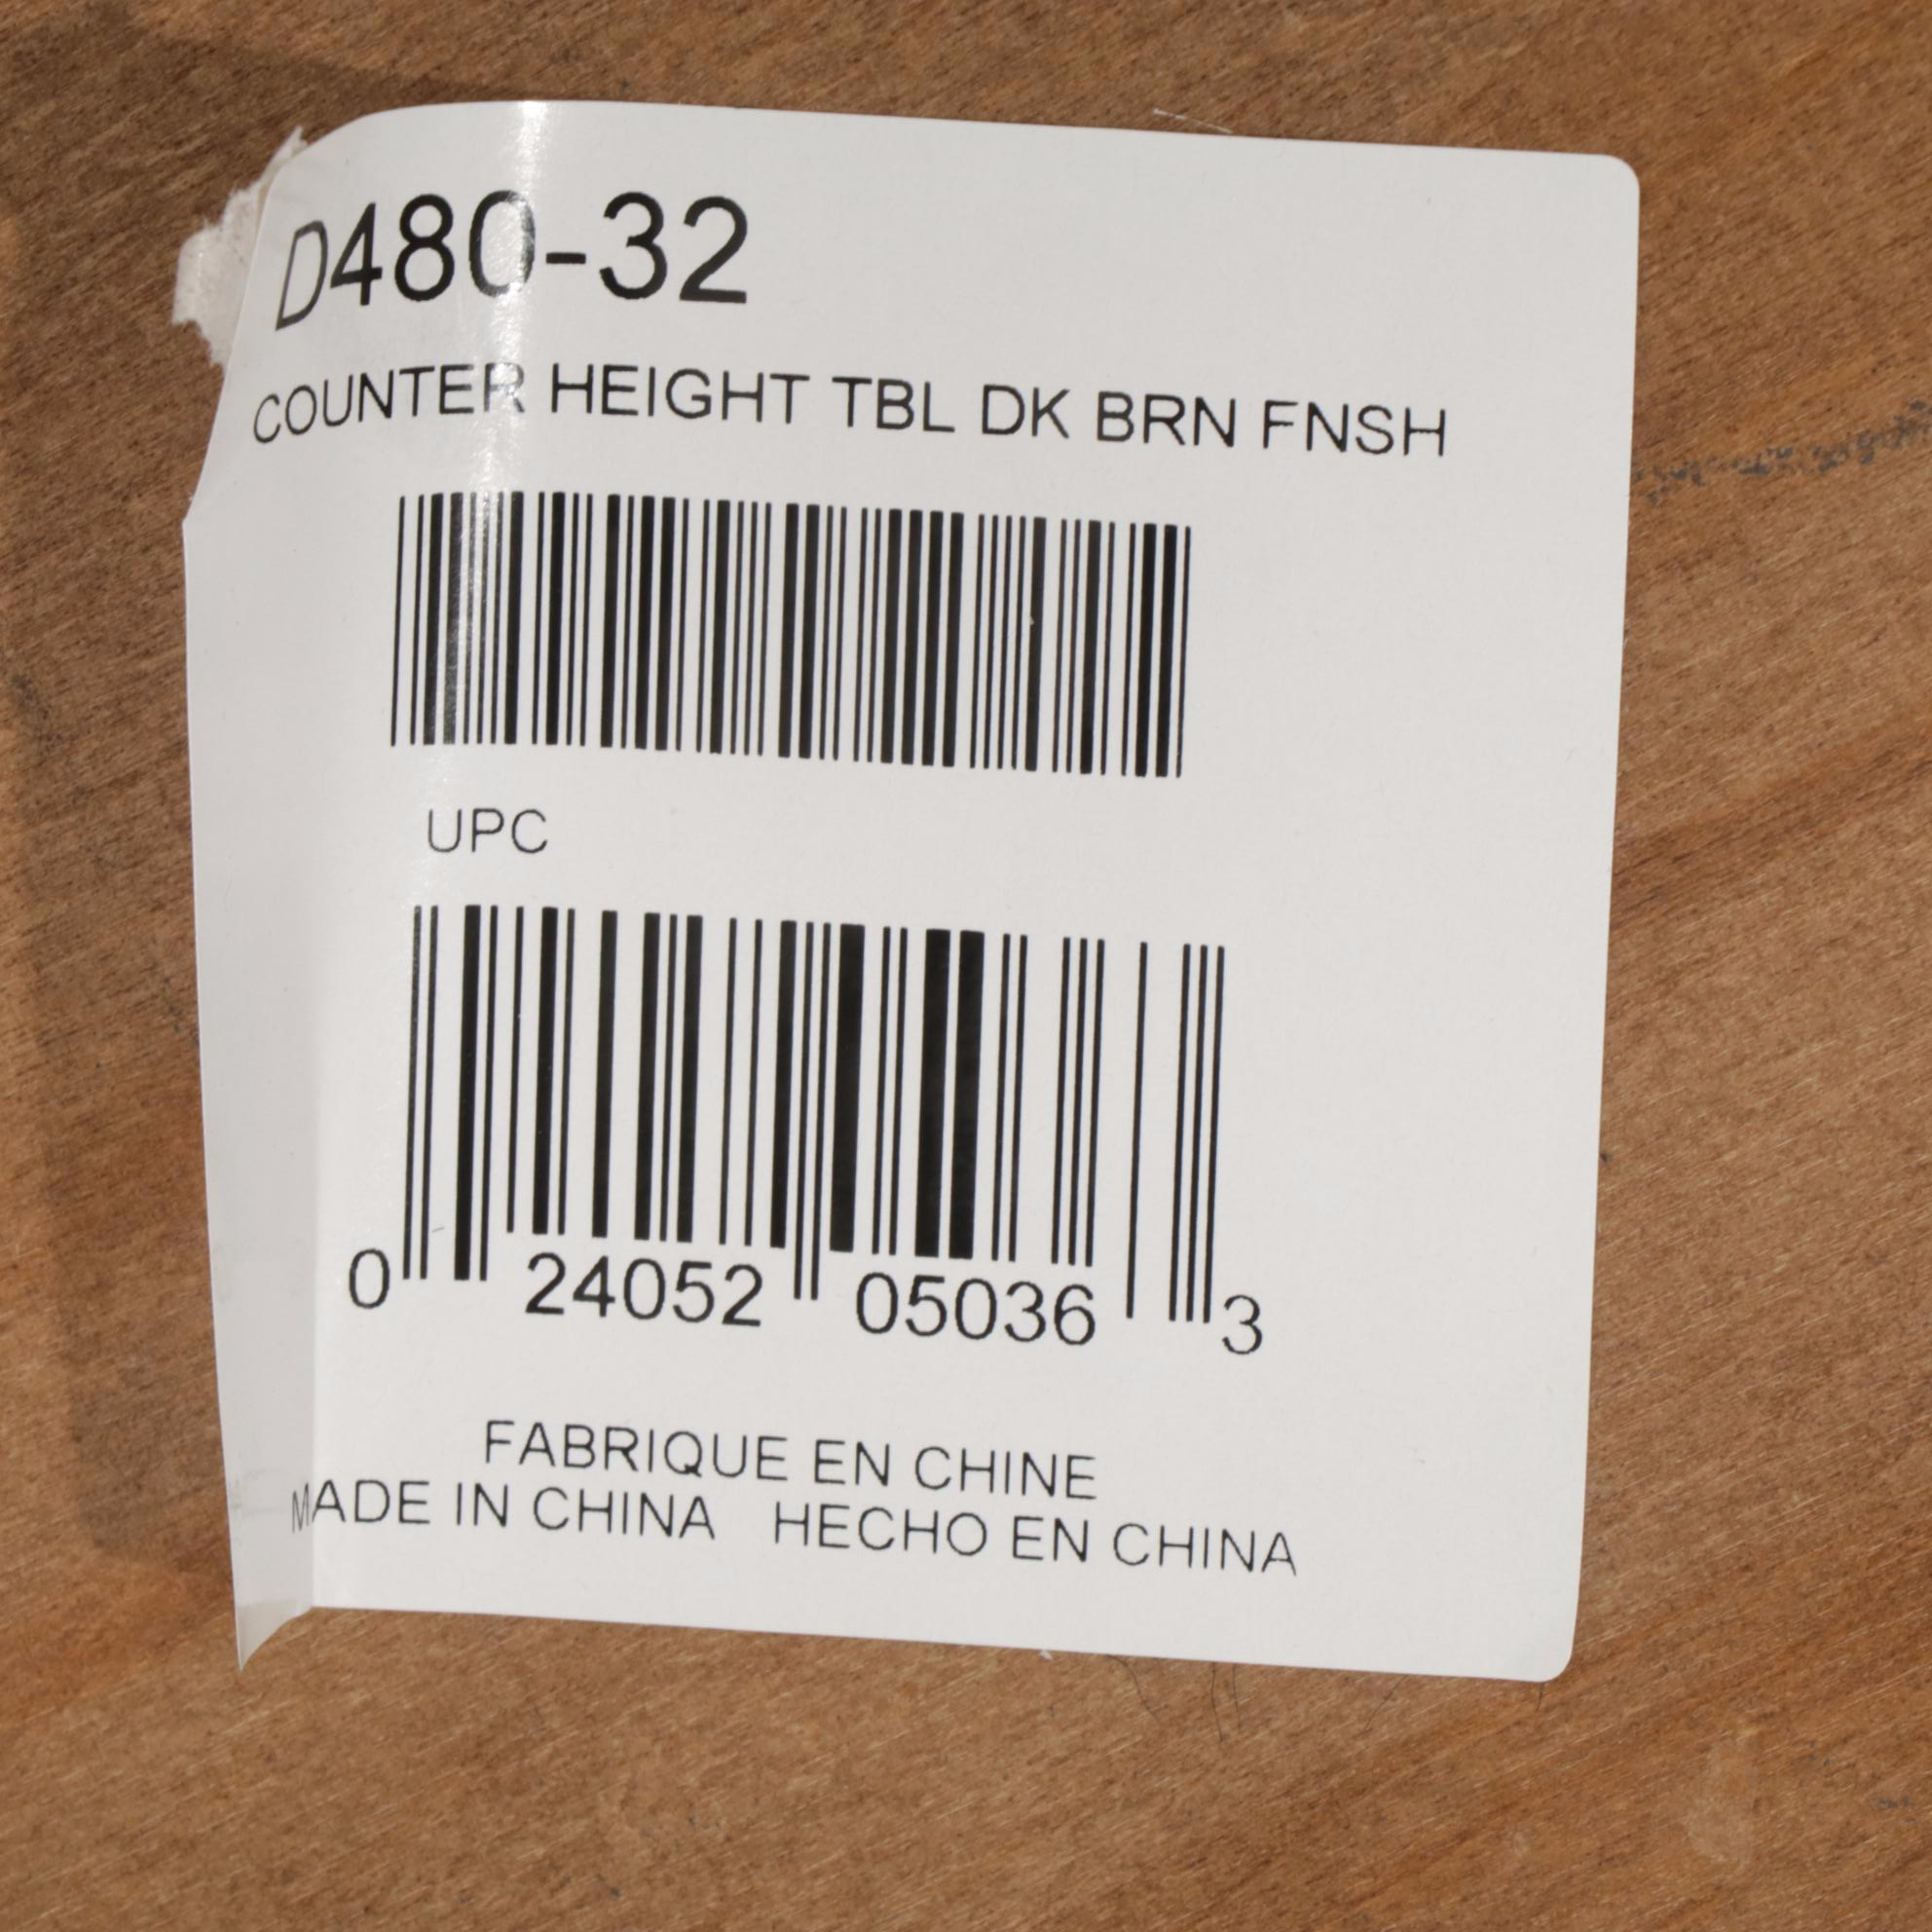 D480-32
COUNTER HEIGHT TBL DK BRN FNSH
UPC
0 24052 05036 3
FABRIQUE EN CHINE
MADE IN CHINA HECHO EN CHINA